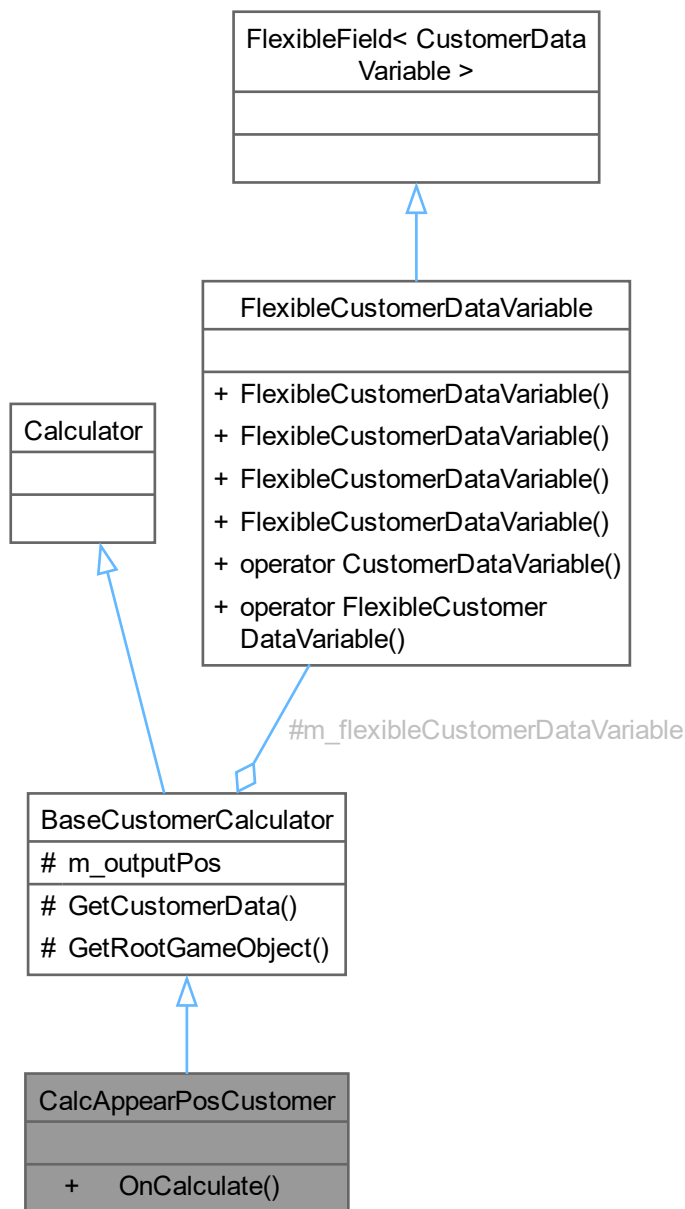 FlexibleField< CustomerData
Variable >
FlexibleCustomerDataVariable
+ FlexibleCustomerDataVariable()
+ FlexibleCustomerDataVariable()
+ FlexibleCustomerDataVariable()
+ FlexibleCustomerDataVariable()
+ operator CustomerDataVariable()
+ operator FlexibleCustomer
DataVariable()
Calculator
#m_flexibleCustomerDataVariable
BaseCustomerCalculator
# m_outputPos
# GetCustomerData()
# GetRootGameObject()
CalcAppearPosCustomer
+ OnCalculate()